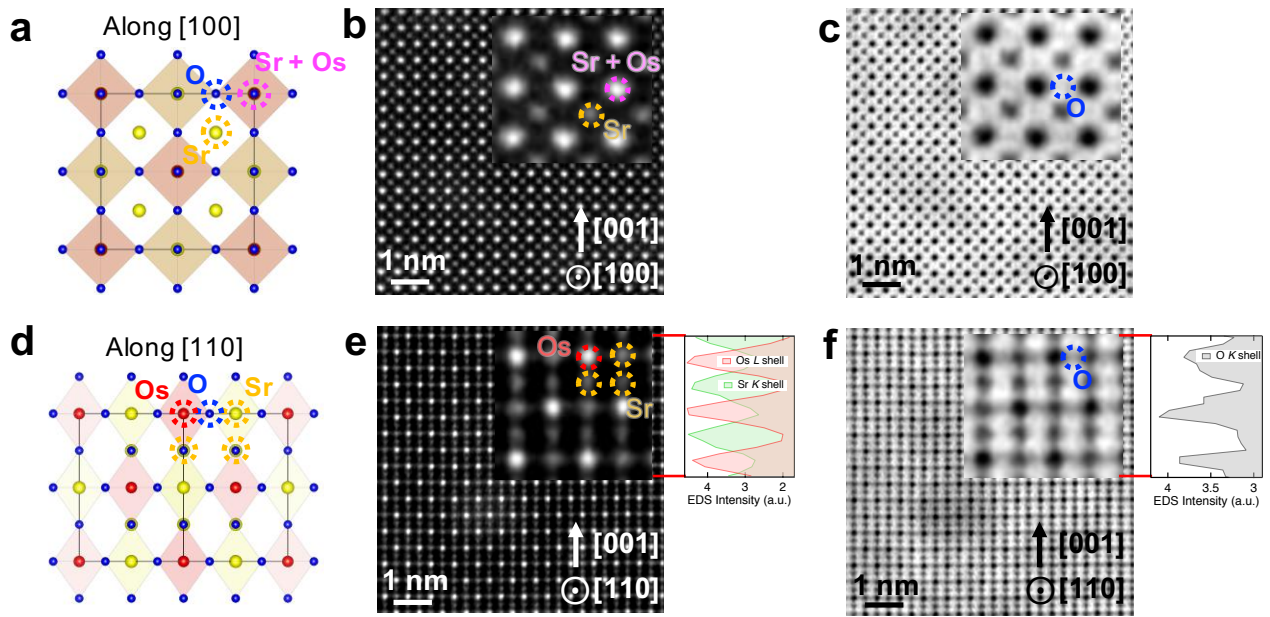 a
Along [100]
O
Sr + Os
Sr
b
Sr + Os
Sr
[001]
[100]
1 nm
c
O
[001]
[100]
1 nm
d
Along [110]
Os
O
Sr
e
Os
Sr
[001]
[110]
1 nm
Os L shell
Sr K shell
4 3 2
EDS Intensity (a.u.)
f
O
[001]
[110]
1 nm
O K shell
4 3.5 3
EDS Intensity (a.u.)